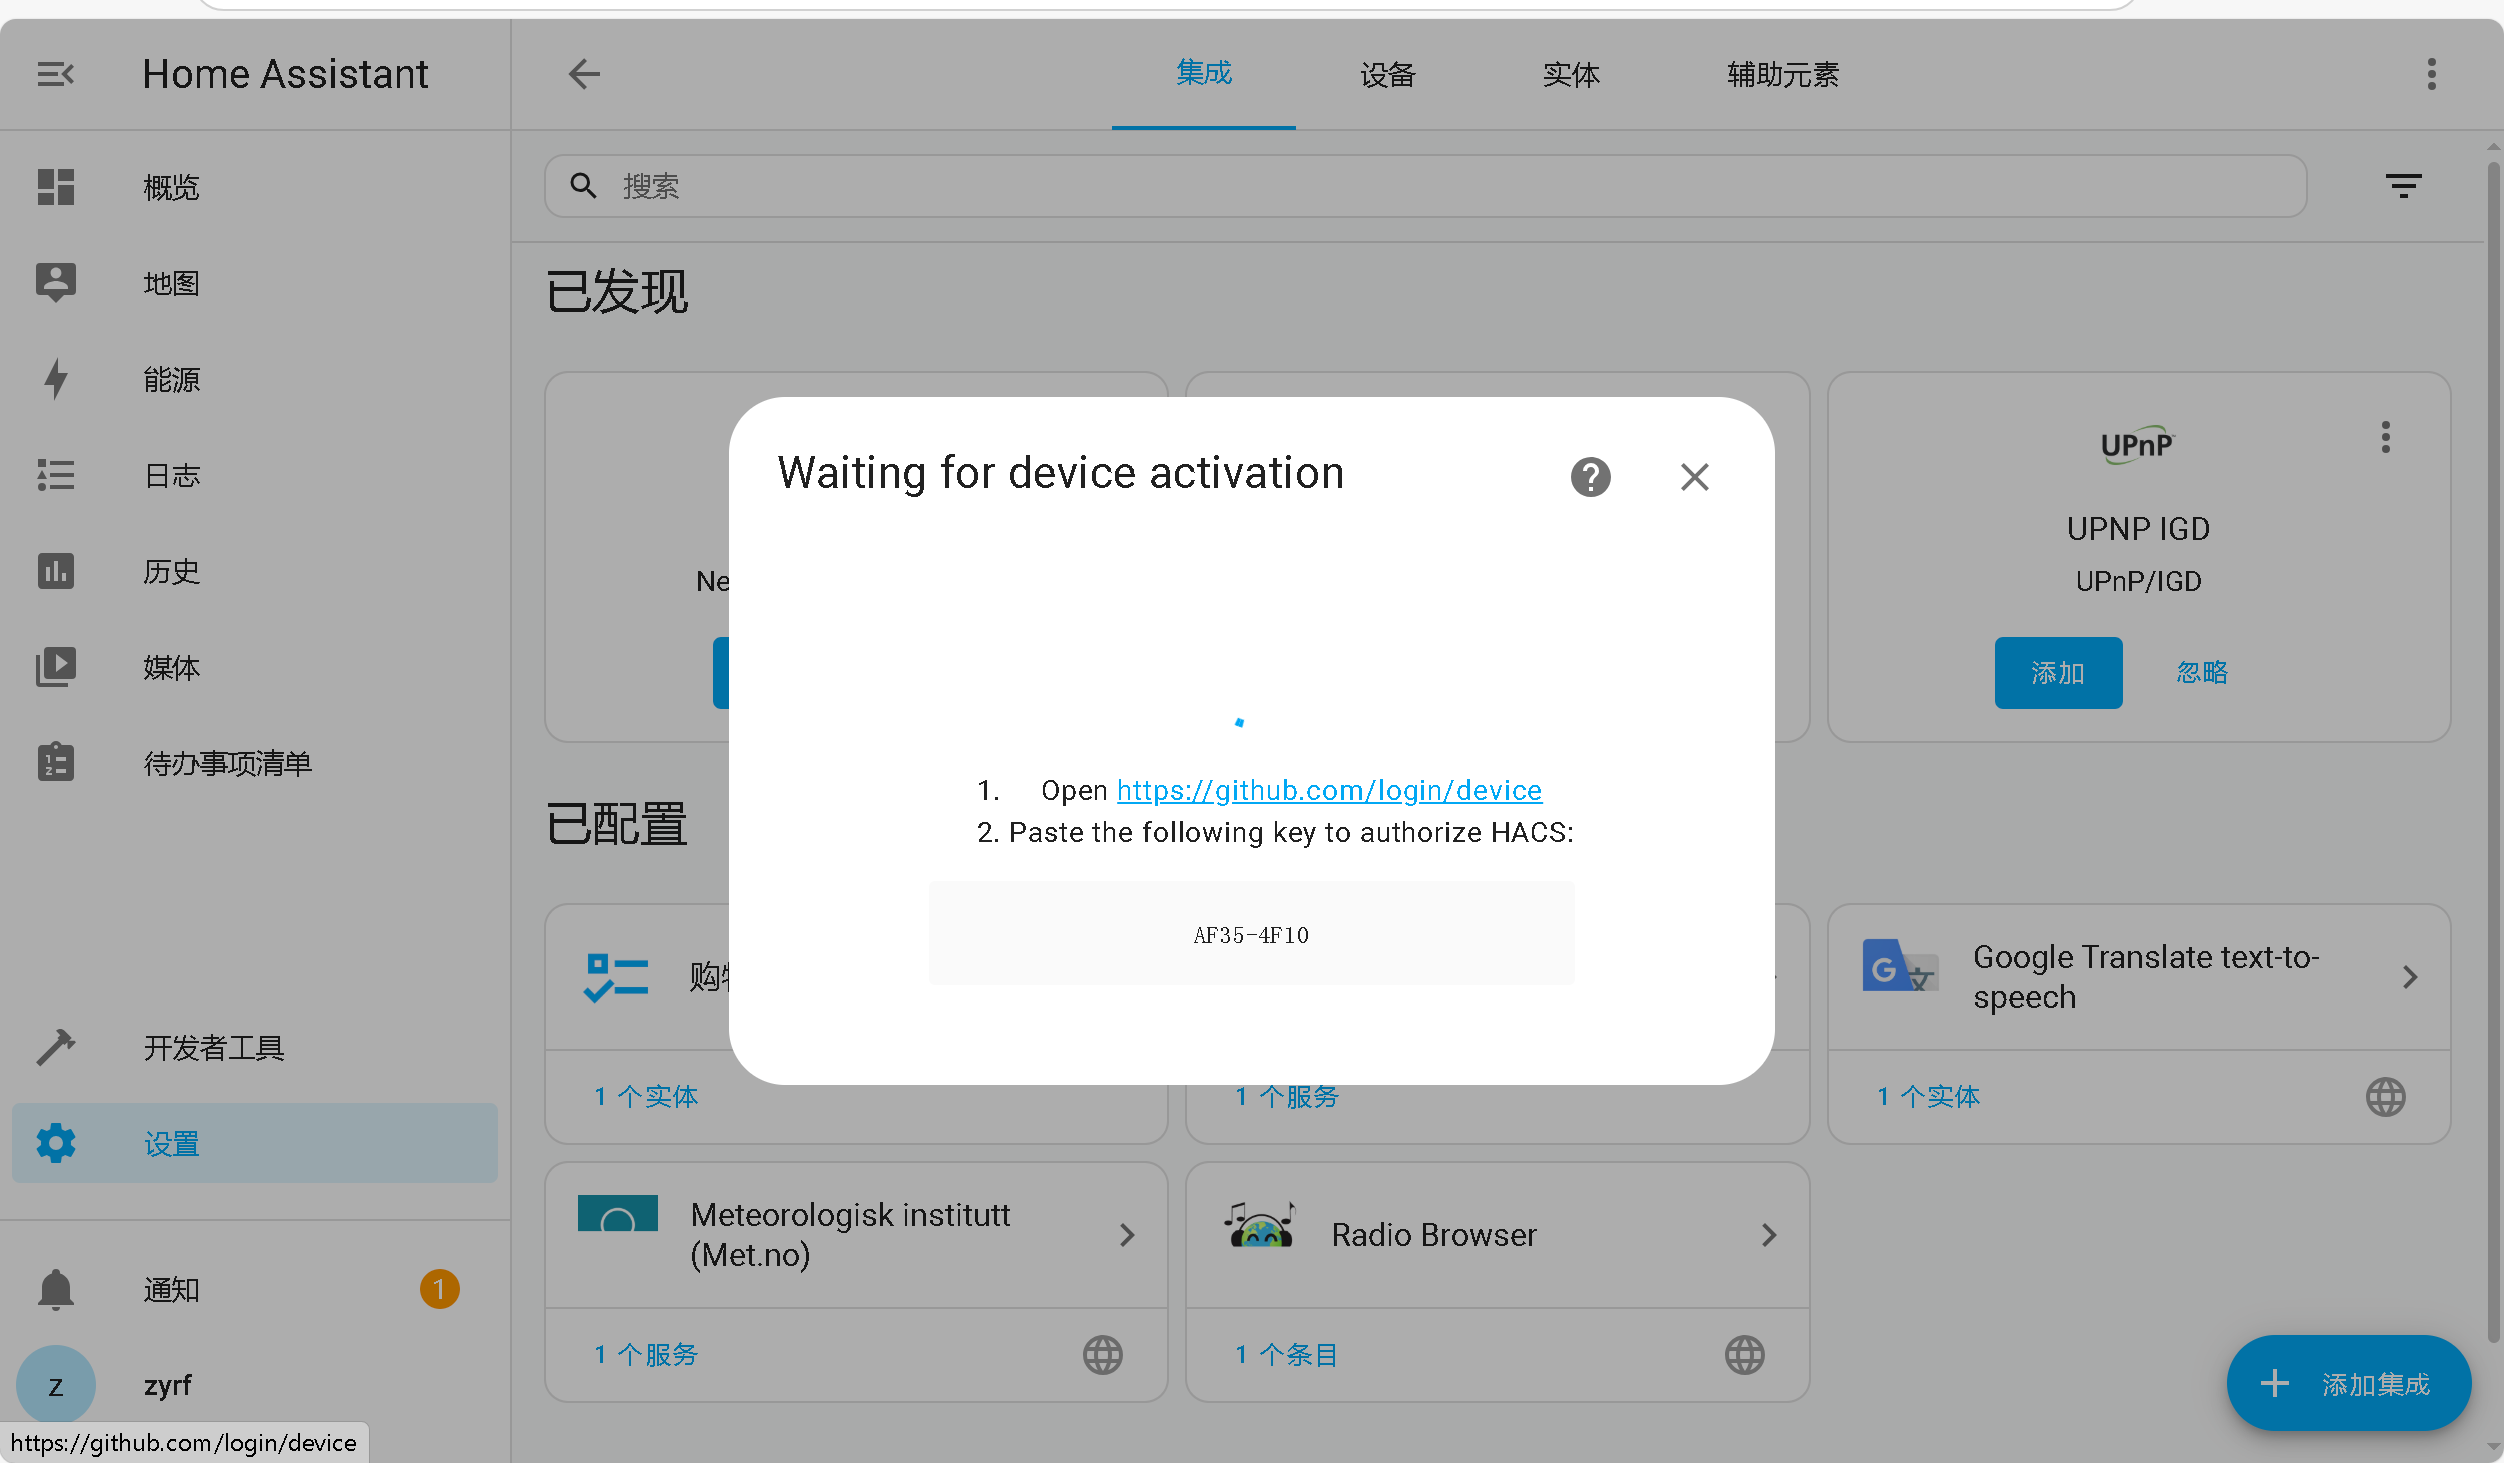 Home Assistant
集成
设备
实体
辅助元素
概览
地图
能源
日志
历史
媒体
待办事项清单
开发者工具
设置
通知
1
z
zyrf
https://github.com/login/device
搜索
已发现
Ne
UPnP
UPNP IGD
UPnP/IGD
添加
忽略
Waiting for device activation
1. Open https://github.com/login/device
2. Paste the following key to authorize HACS:
AF35-4F10
已配置
购物
1 个实体
1 个服务
Google Translate text-to-
speech
1 个实体
Meteorologisk institutt
(Met.no)
1 个服务
Radio Browser
1 个条目
添加集成